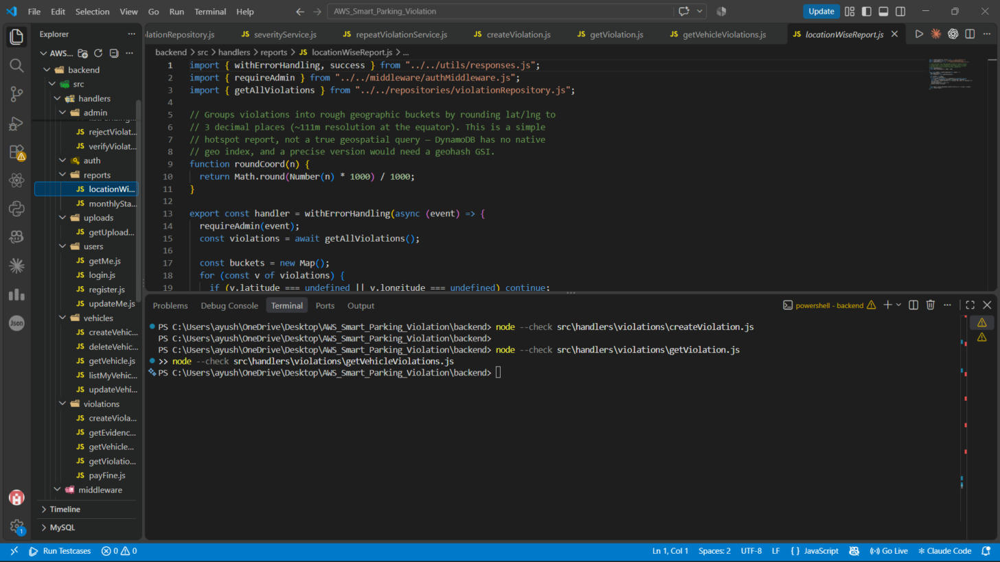 File Edit Selection View Go Run Terminal Help
AWS_Smart_Parking_Violation
Update
Explorer
AWS...
backend
src
handlers
admin
rejectViolat...
verifyViolat...
auth
reports
locationWi...
monthlySta...
uploads
getUpload...
users
getMe.js
login.js
register.js
updateMe.js
vehicles
createVehic...
deleteVehic...
getVehicle.js
listMyVehic...
updateVehi...
violations
createViola...
getEvidenc...
getVehicle...
getViolatio...
payFine.js
middleware
Timeline
MySQL
lationRepository.js JS severityService.js JS repeatViolationService.js JS createViolation.js JS getViolation.js JS getVehicleViolations.js JS locationWiseReport.js
backend > src > handlers > reports > JS locationWiseReport.js > ...
1 import { withErrorHandling, success } from "../../utils/responses.js";
2 import { requireAdmin } from "../../middleware/authMiddleware.js";
3 import { getAllViolations } from "../../repositories/violationRepository.js";
4
5 // Groups violations into rough geographic buckets by rounding lat/lng to
6 // 3 decimal places (~111m resolution at the equator). This is a simple
7 // hotspot report, not a true geospatial query — DynamoDB has no native
8 // geo index, and a precise version would need a geohash GSI.
9 function roundCoord(n) {
10 return Math.round(Number(n) * 1000) / 1000;
11 }
12
13 export const handler = withErrorHandling(async (event) => {
14 requireAdmin(event);
15 const violations = await getAllViolations();
16
17 const buckets = new Map();
18 for (const v of violations) {
19 if (v.latitude === undefined || v.longitude === undefined) continue;
Problems Debug Console Terminal Ports Output
powershell - backend
PS C:\Users\ayush\OneDrive\Desktop\AWS_Smart_Parking_Violation\backend> node --check src\handlers\violations\createViolation.js
PS C:\Users\ayush\OneDrive\Desktop\AWS_Smart_Parking_Violation\backend>
PS C:\Users\ayush\OneDrive\Desktop\AWS_Smart_Parking_Violation\backend> node --check src\handlers\violations\getViolation.js
>> node --check src\handlers\violations\getVehicleViolations.js
PS C:\Users\ayush\OneDrive\Desktop\AWS_Smart_Parking_Violation\backend>
Json
1
Run Testcases 0 0
Ln 1, Col 1 Spaces: 2 UTF-8 LF { } JavaScript Go Live Claude Code